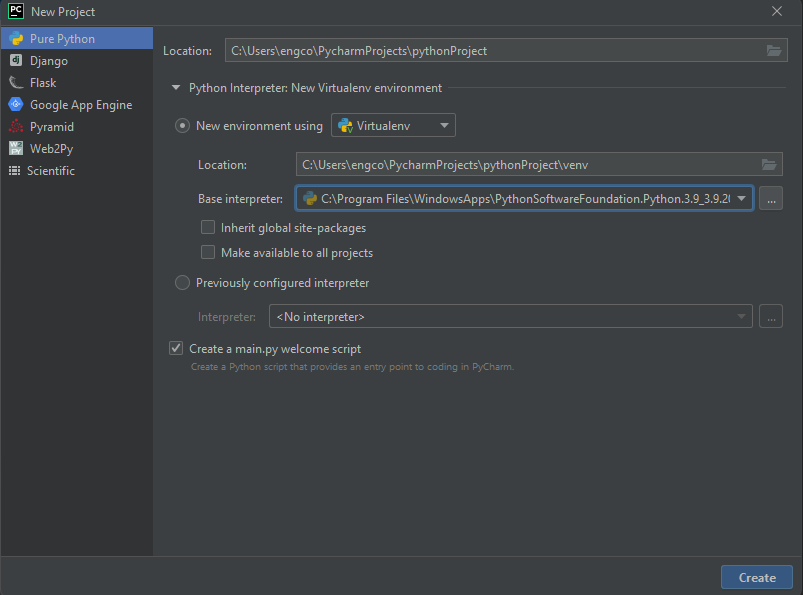 PC New Project
Pure Python
Django
Flask
Google App Engine
Pyramid
Web2Py
Scientific
Location: C:\Users\engco\PycharmProjects\pythonProject
Python Interpreter: New Virtualenv environment
New environment using Virtualenv
Location: C:\Users\engco\PycharmProjects\pythonProject\venv
Base interpreter: C:\Program Files\WindowsApps\PythonSoftwareFoundation.Python.3.9_3.9.20 ...
Inherit global site-packages
Make available to all projects
Previously configured interpreter
Interpreter: <No interpreter> ...
Create a main.py welcome script
Create a Python script that provides an entry point to coding in PyCharm.
Create